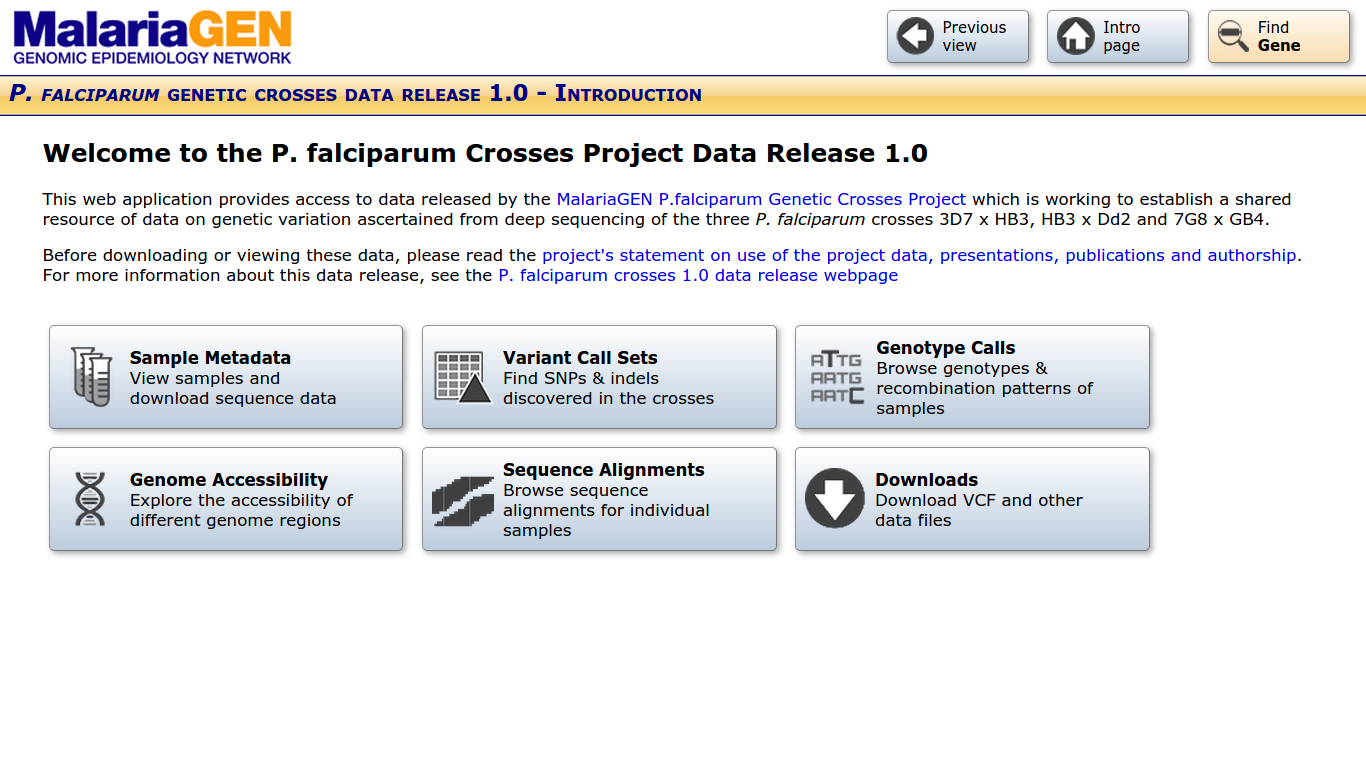 MalariaGEN
GENOMIC EPIDEMIOLOGY NETWORK
Previous
view
Intro
page
Find
Gene
P. falciparum genetic crosses data release 1.0 - Introduction
Welcome to the P. falciparum Crosses Project Data Release 1.0
This web application provides access to data released by the MalariaGEN P.falciparum Genetic Crosses Project which is working to establish a shared
resource of data on genetic variation ascertained from deep sequencing of the three P. falciparum crosses 3D7 x HB3, HB3 x Dd2 and 7G8 x GB4.
Before downloading or viewing these data, please read the project's statement on use of the project data, presentations, publications and authorship.
For more information about this data release, see the P. falciparum crosses 1.0 data release webpage
Sample Metadata
View samples and
download sequence data
Variant Call Sets
Find SNPs & indels
discovered in the crosses
ATTG
AATG
AATC
Genotype Calls
Browse genotypes &
recombination patterns of
samples
Genome Accessibility
Explore the accessibility of
different genome regions
Sequence Alignments
Browse sequence
alignments for individual
samples
Downloads
Download VCF and other
data files